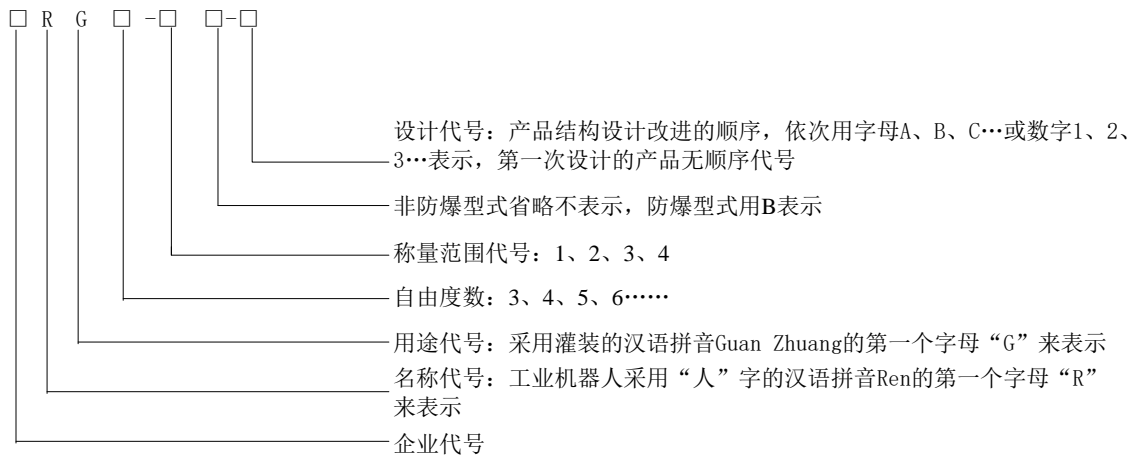 □ R G □ -□ □-□
设计代号：产品结构设计改进的顺序，依次用字母A、B、C…或数字1、2、
3…表示，第一次设计的产品无顺序代号
非防爆型式省略不表示，防爆型式用B表示
称量范围代号：1、2、3、4
自由度数：3、4、5、6……
用途代号：采用灌装的汉语拼音Guan Zhuang的第一个字母“G”来表示
名称代号：工业机器人采用“人”字的汉语拼音Ren的第一个字母“R”
来表示
企业代号